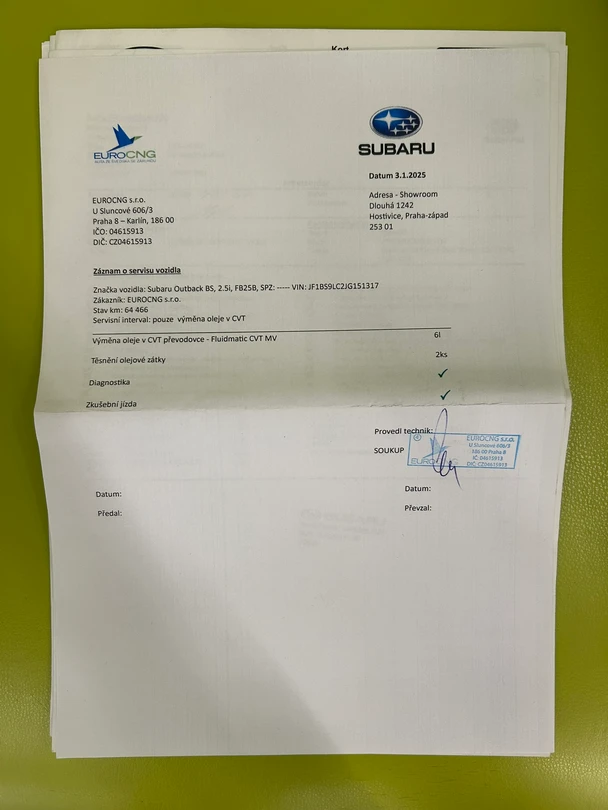 Kort
EUROCNG
SUBARU
Datum 3.1.2025
EUROCNG s.r.o.
U Sluncové 606/3
Praha 8 – Karlín, 186 00
IČO: 04615913
DIČ: CZ04615913
Adresa - Showroom
Dlouhá 1242
Hostivice, Praha-západ
253 01
Záznam o servisu vozidla
Značka vozidla: Subaru Outback BS, 2.5i, FB25B, SPZ: ----- VIN: JF1BS9LC2JG151317
Zákazník: EUROCNG s.r.o.
Stav km: 64 466
Servisní interval: pouze výměna oleje v CVT
Výměna oleje v CVT převodovce - Fluidmatic CVT MV 6l
Těsnění olejové zátky 2ks
Diagnostika ✓
Zkušební jízda ✓
Provedl technik:
SOUKUP
EUROCNG s.r.o.
U Sluncové 606/3
186 00 Praha 8
IČ: 04615913
DIČ: CZ04615913
Datum:
Předal:
Datum:
Převzal: